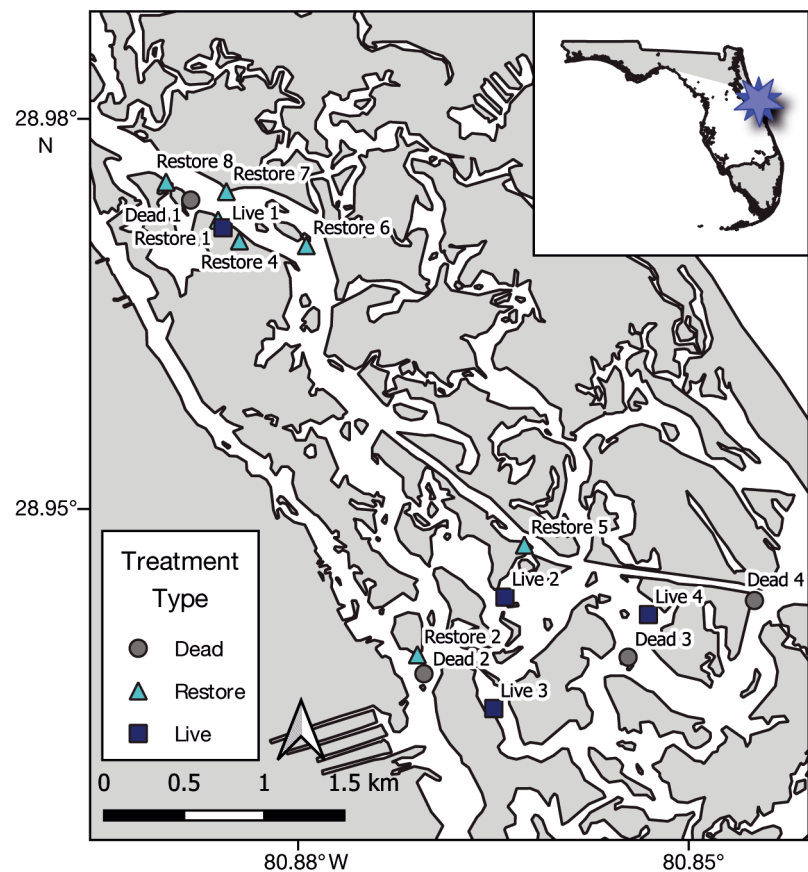 28.98°
N
Restore 8
Restore 7
Dead 1
Live 1
Restore 1
Restore 6
Restore 4
28.95°
Restore 5
Treatment
Type
Dead
Restore
Live
Live 2
Dead 4
Live 4
Restore 2
Dead 3
Dead 2
Live 3
0 0.5 1 1.5 km
80.88°W 80.85°